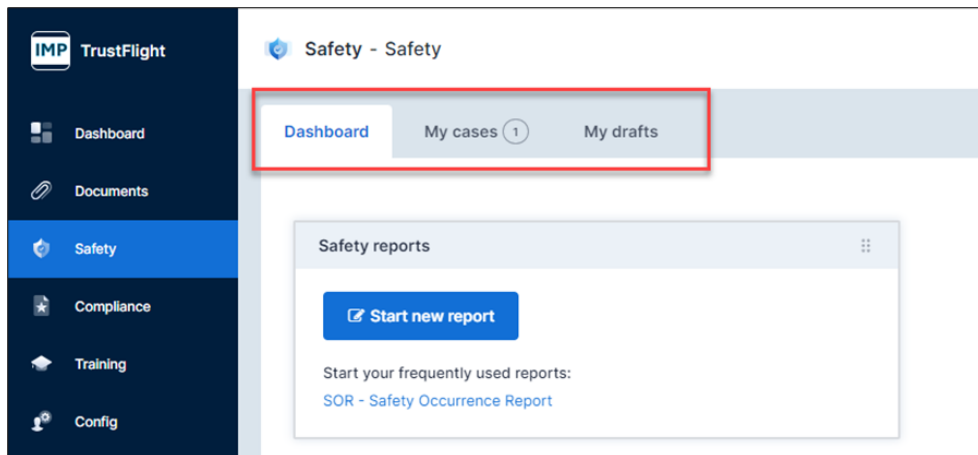 IMP TrustFlight
Safety - Safety
Dashboard
My cases 1
My drafts
Dashboard
Documents
Safety
Compliance
Training
Config
Safety reports
Start new report
Start your frequently used reports:
SOR - Safety Occurrence Report